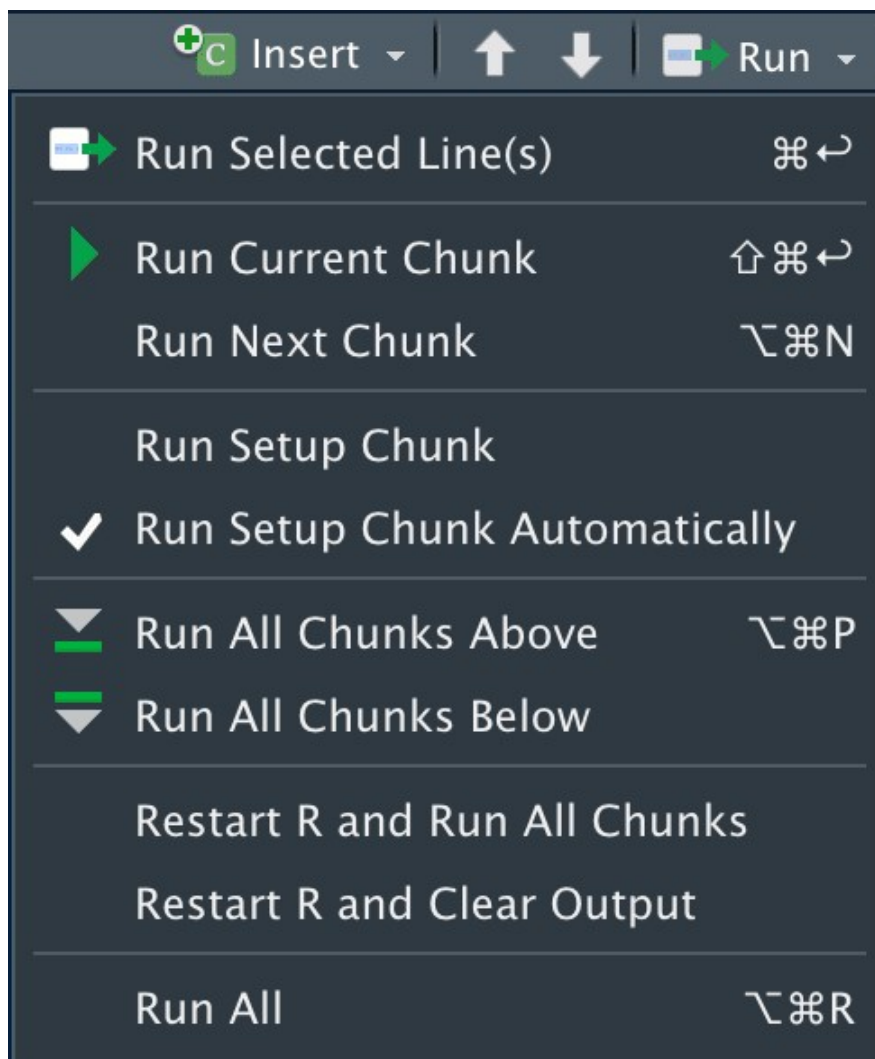 C Insert Run
Run Selected Line(s) ⌘↩
Run Current Chunk ⇧⌘↩
Run Next Chunk ⌥⌘N
Run Setup Chunk
Run Setup Chunk Automatically
Run All Chunks Above ⌥⌘P
Run All Chunks Below
Restart R and Run All Chunks
Restart R and Clear Output
Run All ⌥⌘R